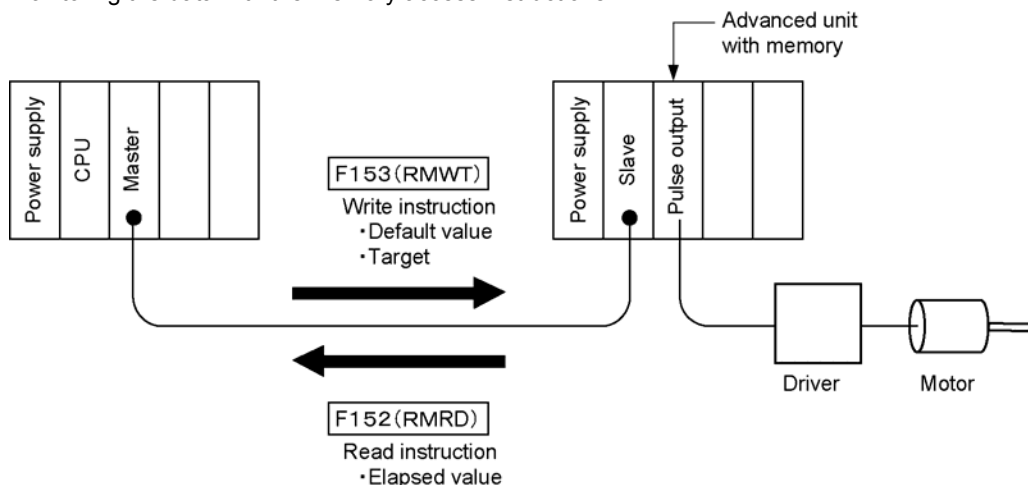 Advanced unit
with memory
Power supply
CPU
Master
Power supply
Slave
Pulse output
F153(RMWT)
Write instruction
・Default value
・Target
Driver
Motor
F152(RMRD)
Read instruction
・Elapsed value